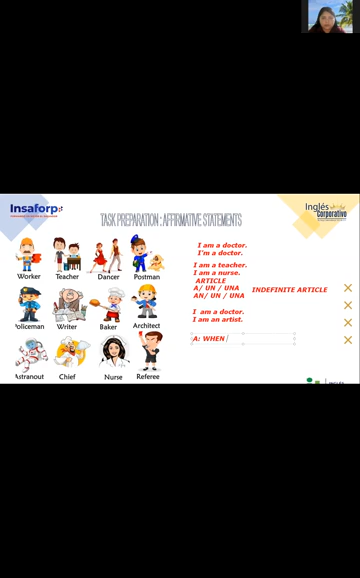 Insaforp
Inglés
Corporativo
TASK PREPARATION: AFFIRMATIVE STATEMENTS
I am a doctor.
I'm a doctor.
I am a teacher.
I am a nurse.
ARTICLE
A/ UN / UNA
AN/ UN / UNA
INDEFINITE ARTICLE
I am a doctor.
I am an artist.
A: WHEN
Worker
Teacher
Dancer
Postman
Policeman
Writer
Baker
Architect
Astranout
Chief
Nurse
Referee